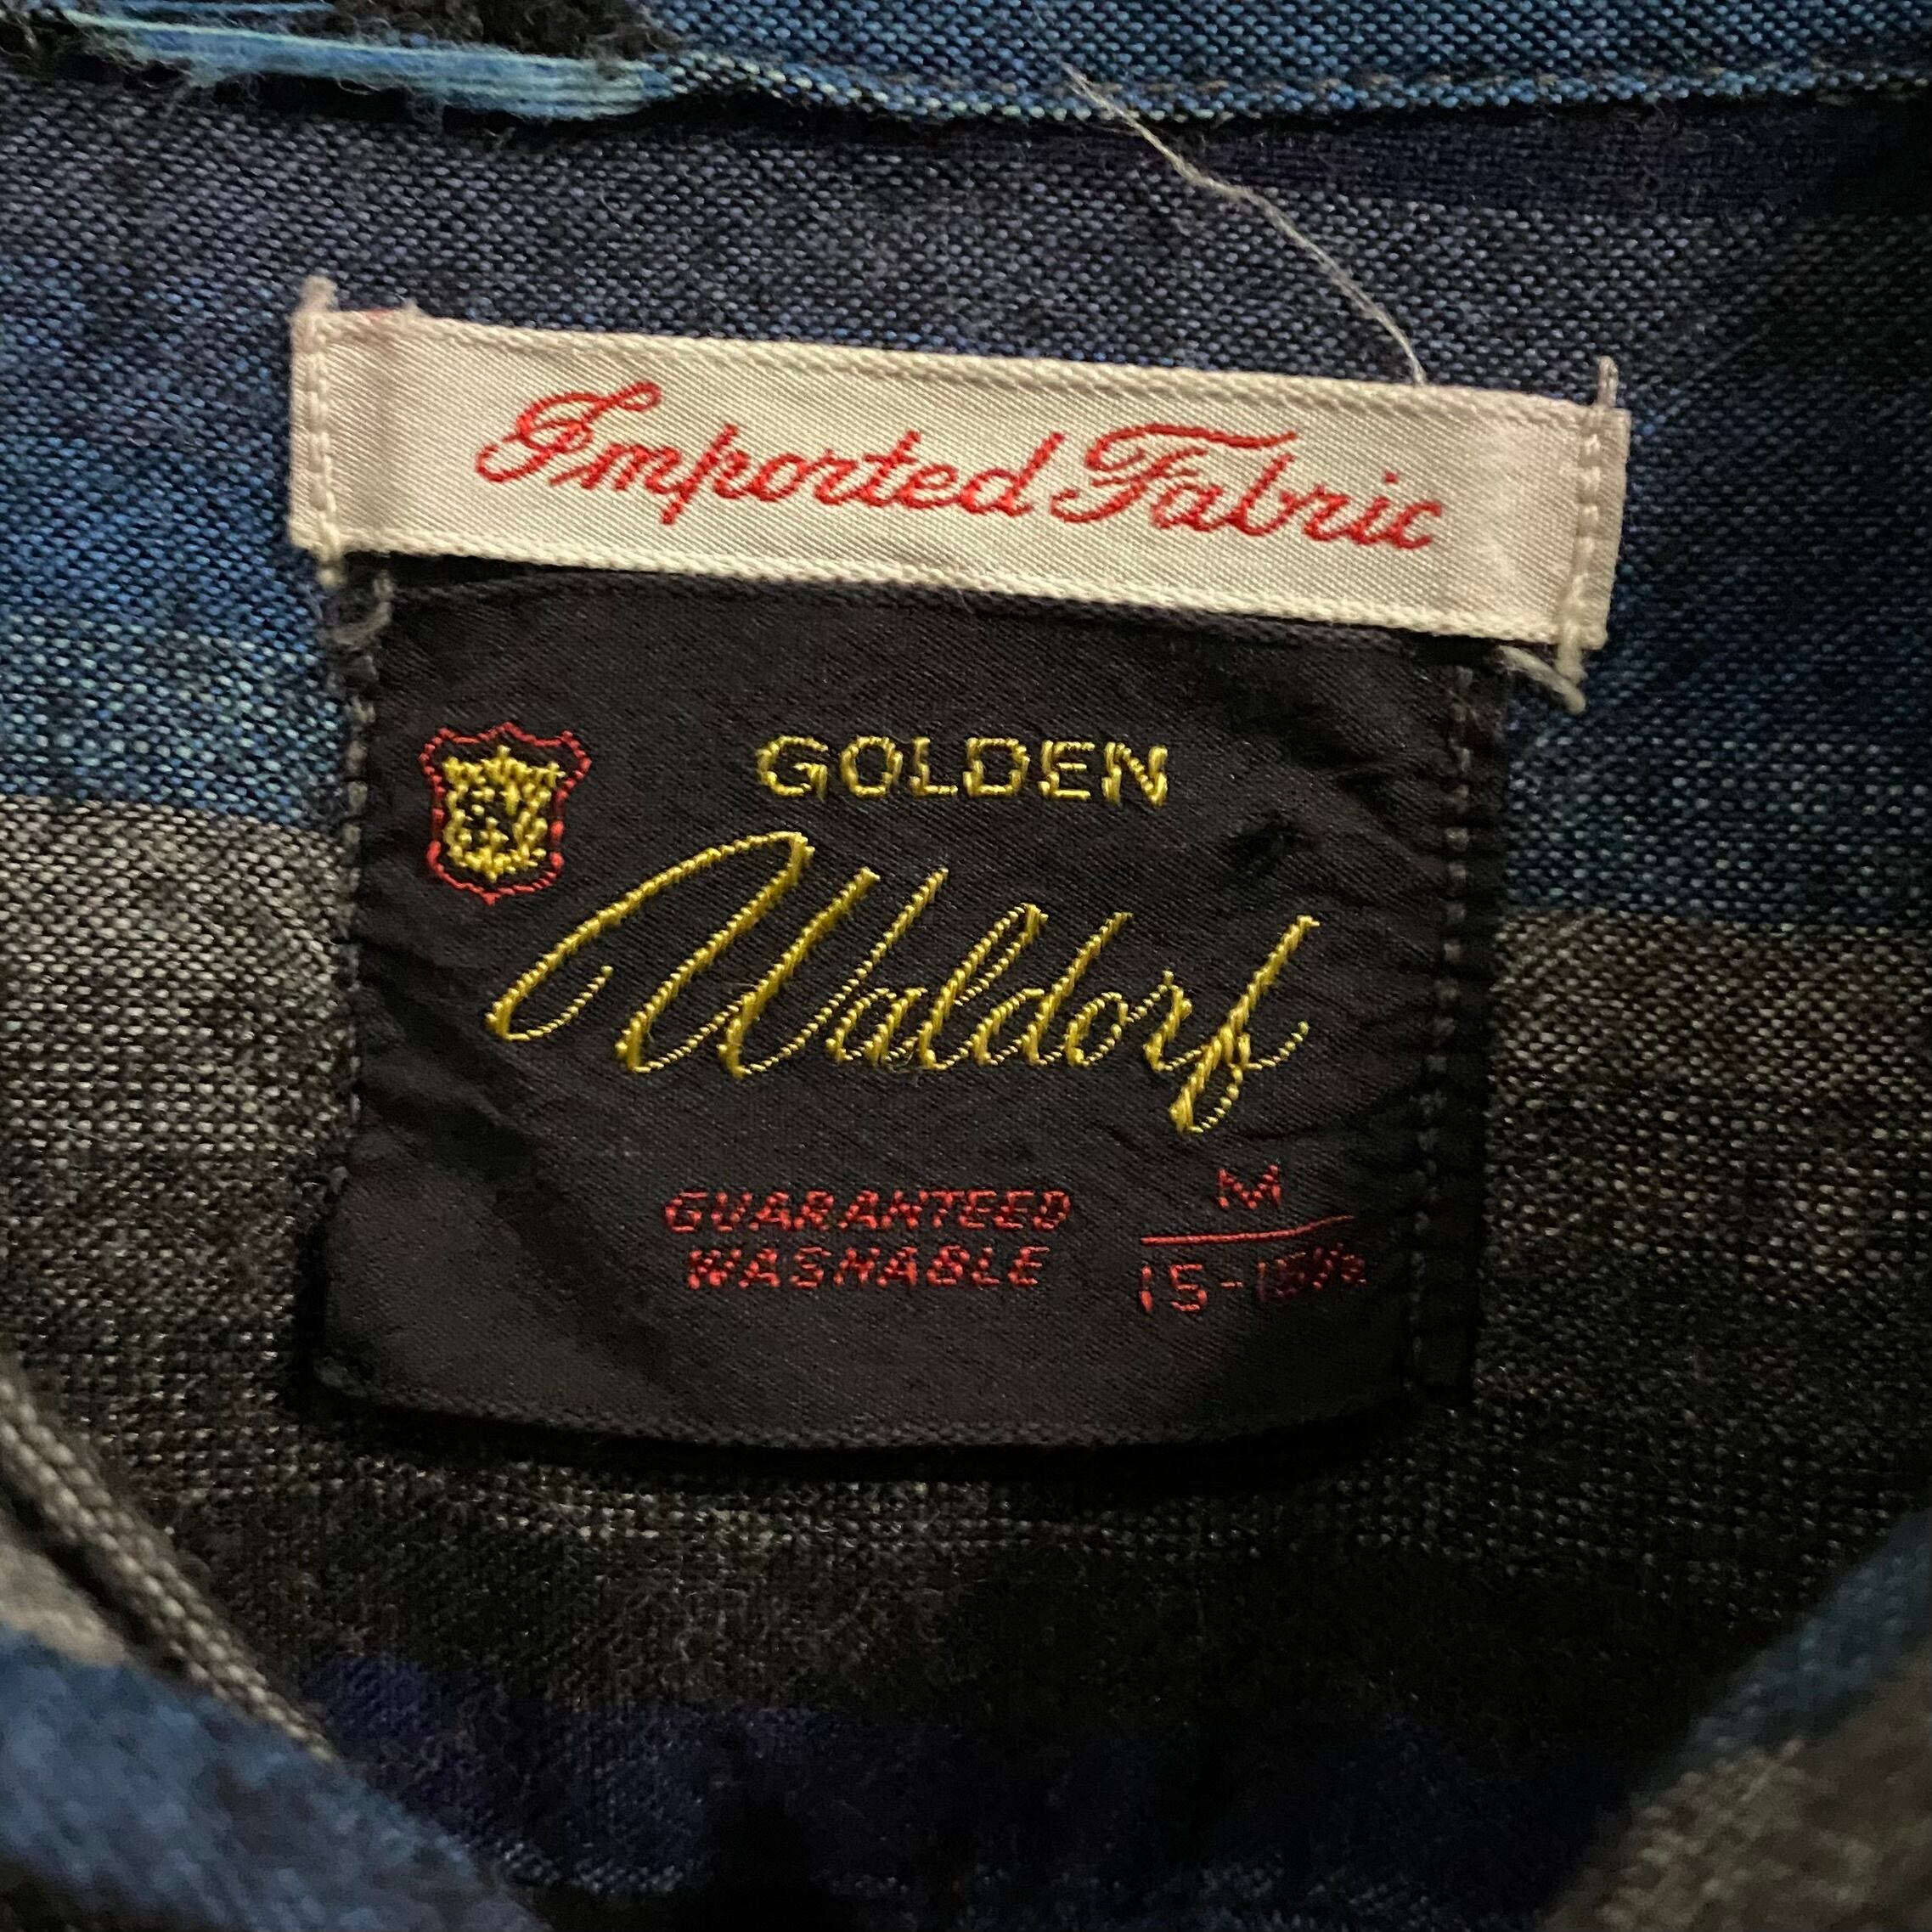 Imported Fabric
GOLDEN
Waldorf
GUARANTEED
WASHABLE
M
15-15½